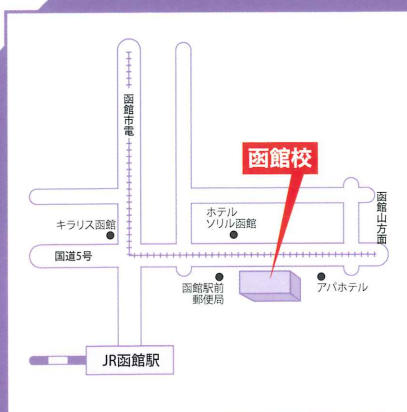 函館市電
函館校
函館山方面
キラリス函館
ホテル
ソリル函館
国道5号
函館駅前
郵便局
アパホテル
JR函館駅